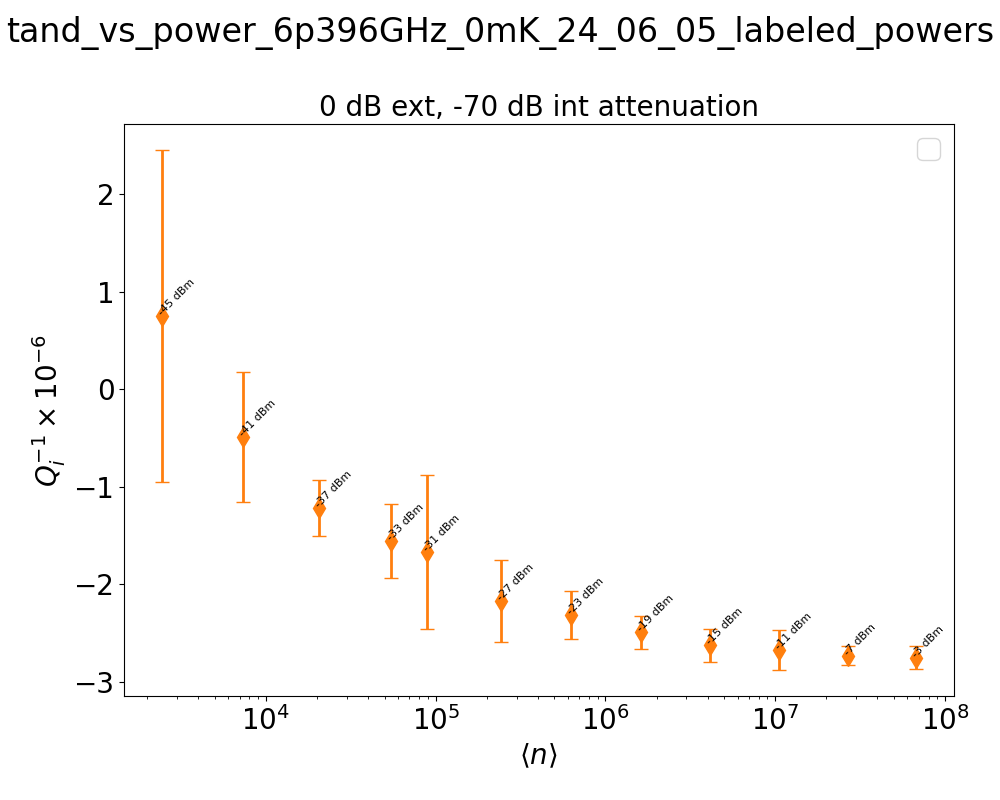 tand_vs_power_6p396GHz_0mK_24_06_05_labeled_powers
0 dB ext, -70 dB int attenuation
2
1
0
−1
−2
−3
Q_i^{−1} × 10^{−6}
-45 dBm
-41 dBm
-37 dBm
-33 dBm
-31 dBm
-27 dBm
-23 dBm
-19 dBm
-15 dBm
-11 dBm
-7 dBm
-3 dBm
10^4
10^5
10^6
10^7
10^8
⟨n⟩